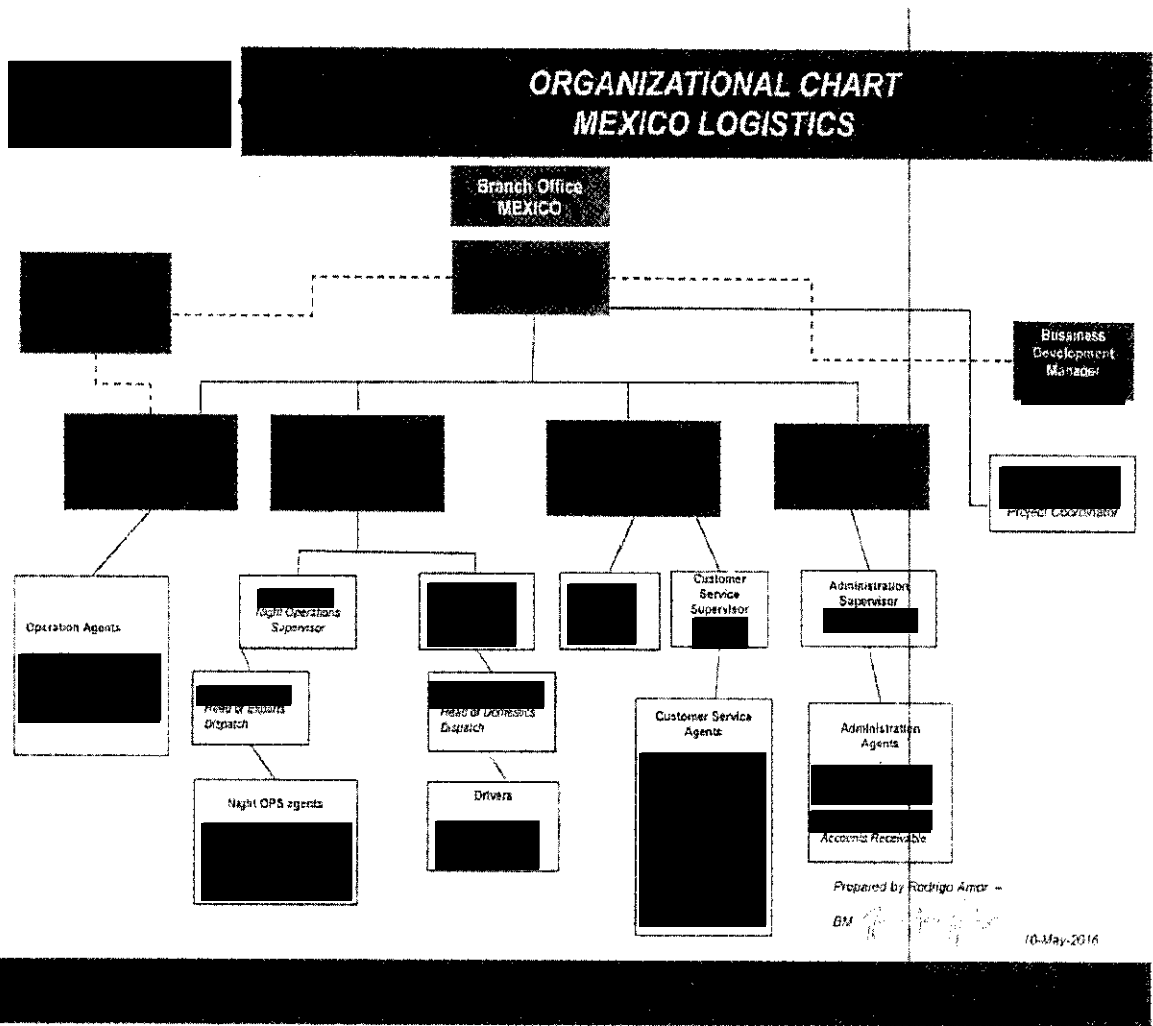 ORGANIZATIONAL CHART
MEXICO LOGISTICS
Branch Office
MEXICO
Bussiness
Development
Manager
Project Coordinator
Operation Agents
Night Operations
Supervisor
Customer
Service
Supervisor
Administration
Supervisor
Head of Exports
Dispatch
Head of Domestics
Dispatch
Customer Service
Agents
Administration
Agents
Night OPS agents
Drivers
Accounts Receivable
Prepared by Rodrigo Amor –
BM
10-May-2016